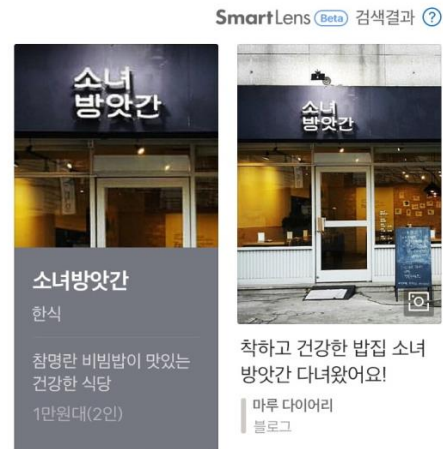 SmartLens Beta 검색결과 ?
소녀
방앗간
소녀방앗간
한식
참명란 비빔밥이 맛있는
건강한 식당
1만원대(2인)
소녀
방앗간
착하고 건강한 밥집 소녀
방앗간 다녀왔어요!
마루 다이어리
블로그